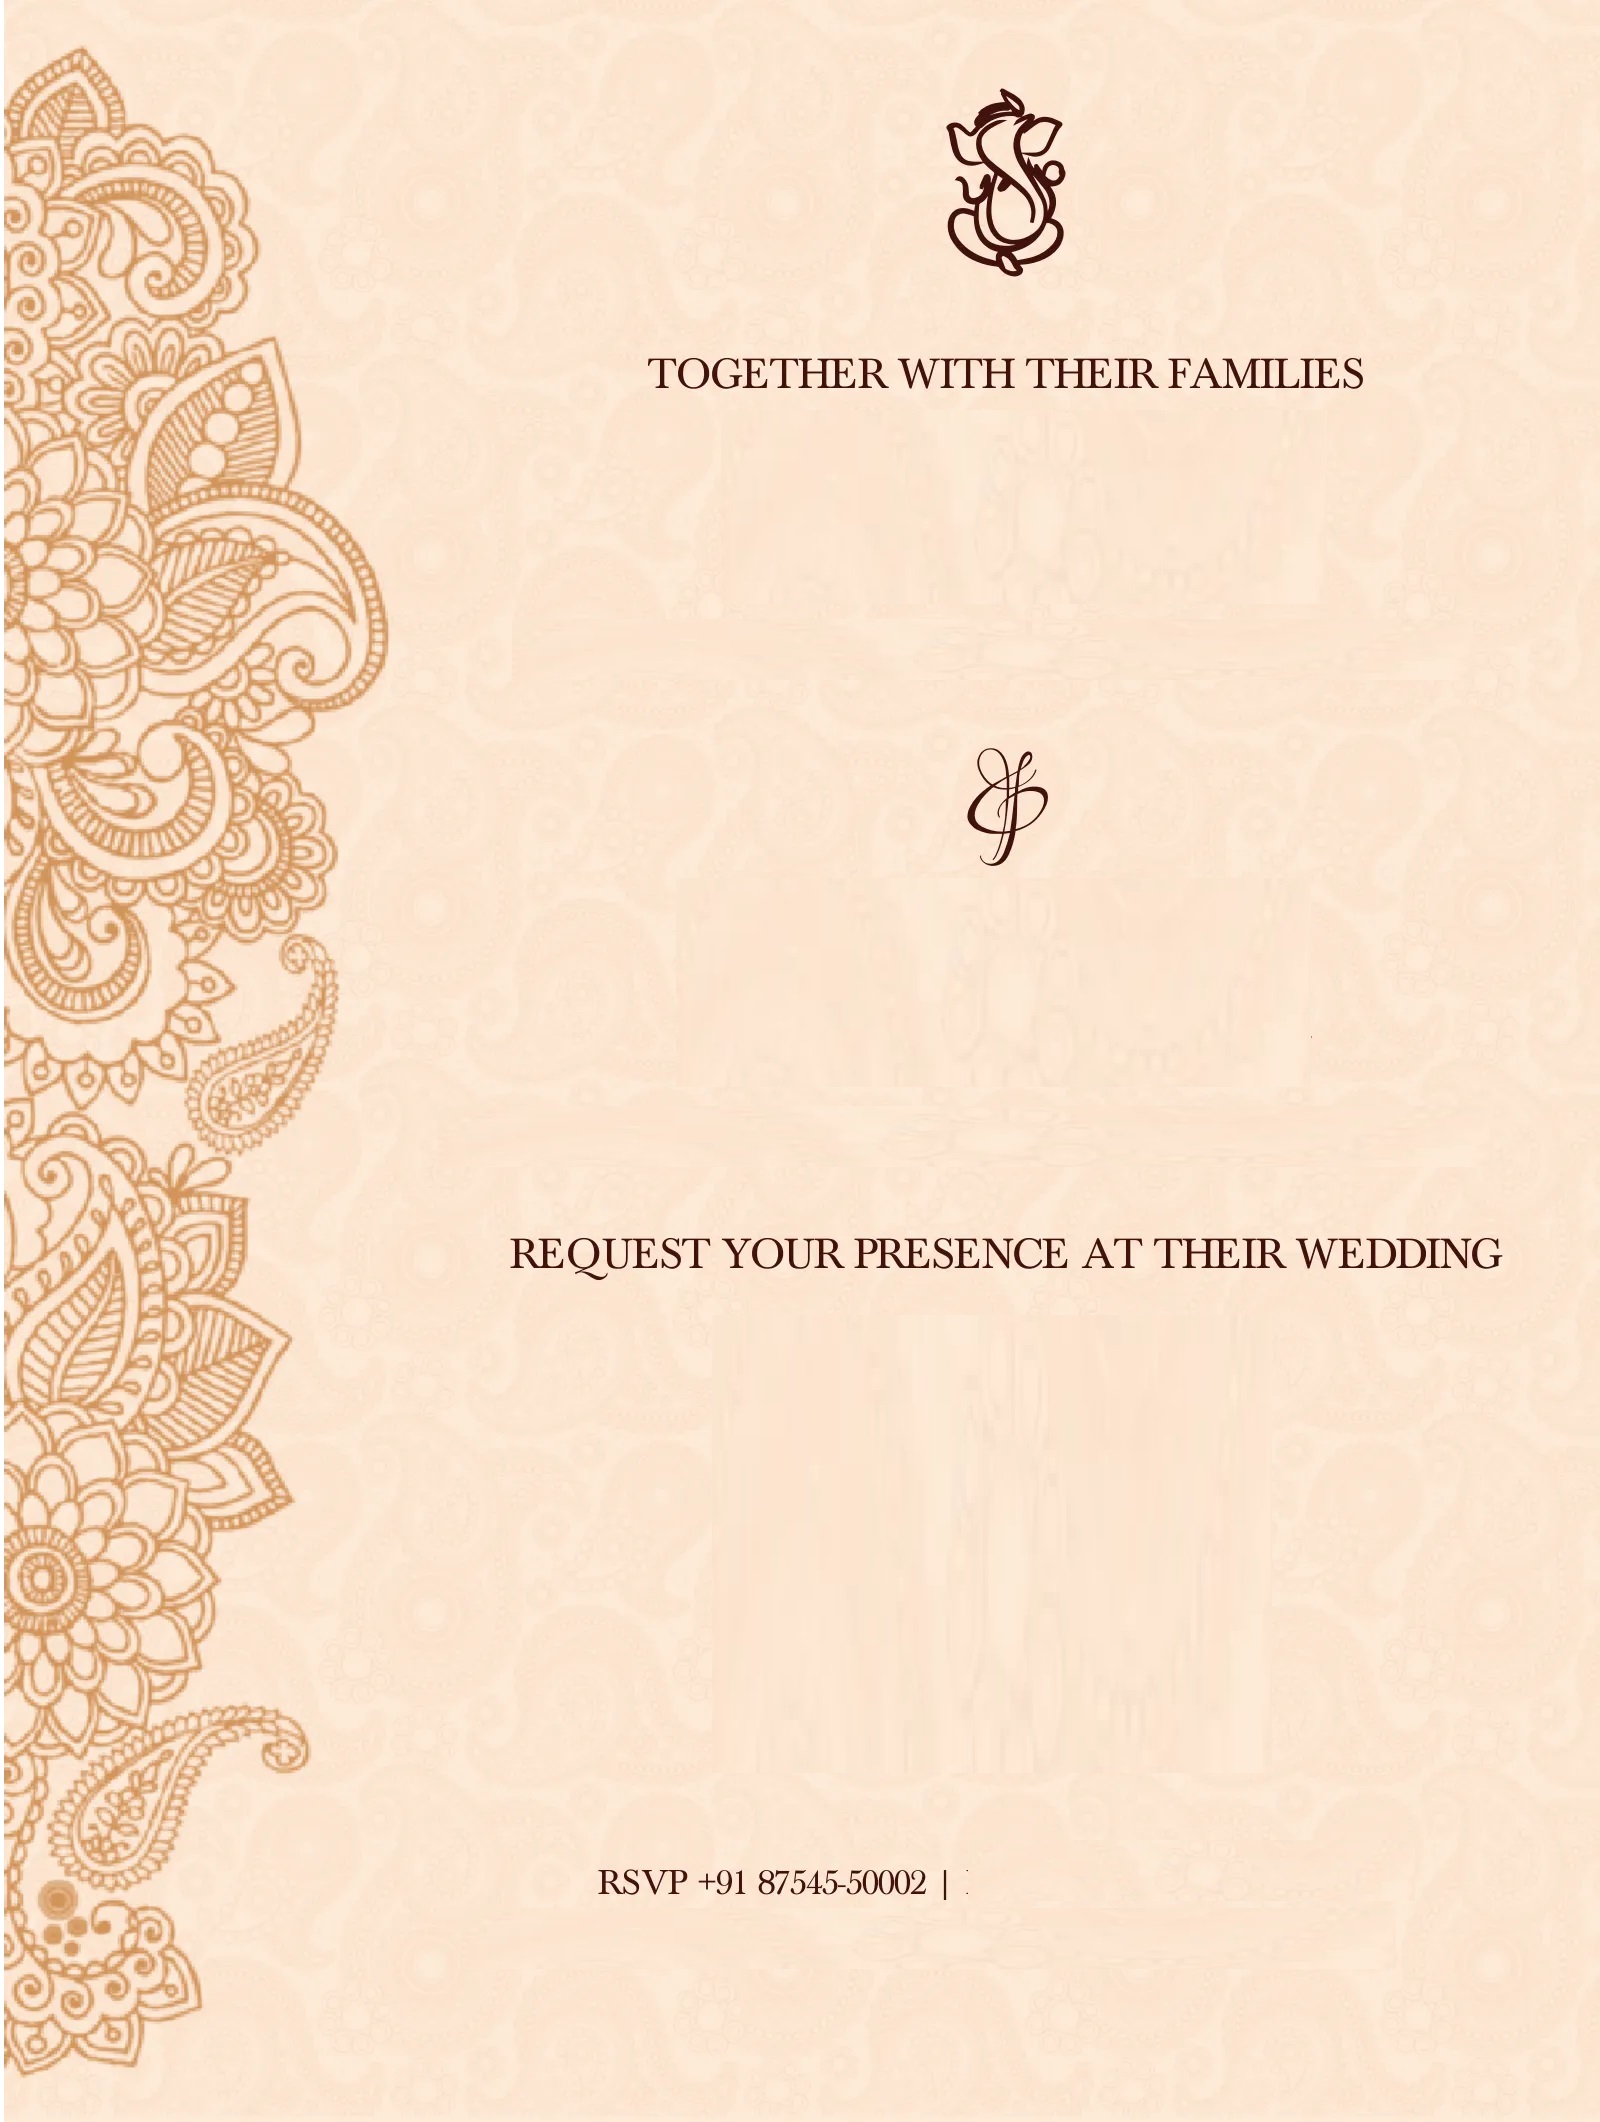 TOGETHER WITH THEIR FAMILIES
&
REQUEST YOUR PRESENCE AT THEIR WEDDING
RSVP +91 87545-50002 |